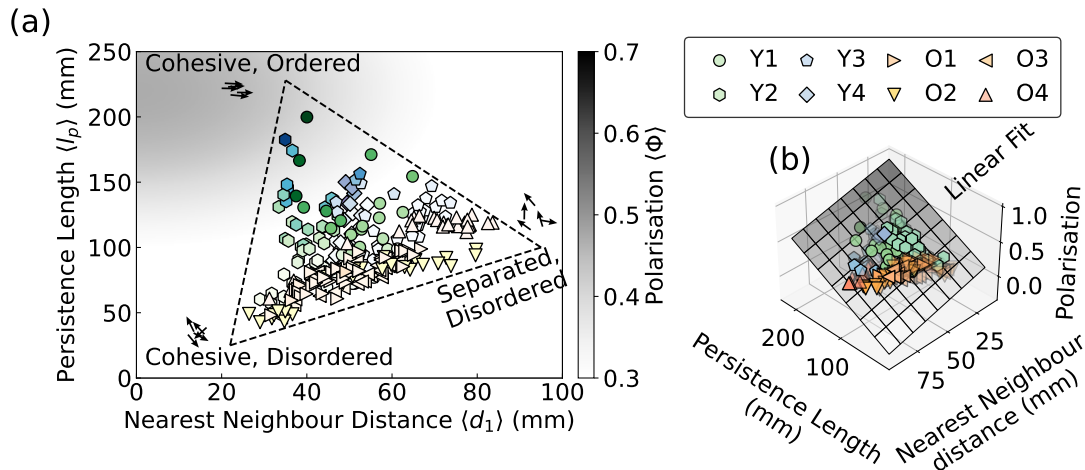 (a)
250
200
150
100
50
0
Persistence Length ⟨lₚ⟩ (mm)
Cohesive, Ordered
Cohesive, Disordered
Separated,
Disordered
0 20 40 60 80 100
Nearest Neighbour Distance ⟨d₁⟩ (mm)
0.7
0.6
0.5
0.4
0.3
Polarisation ⟨Φ⟩
Y1 Y3 O1 O3
Y2 Y4 O2 O4
(b)
Linear Fit
1.0
0.5
0.0
Polarisation
200
100
Persistence Length
(mm)
25
50
75
Nearest Neighbour
distance (mm)